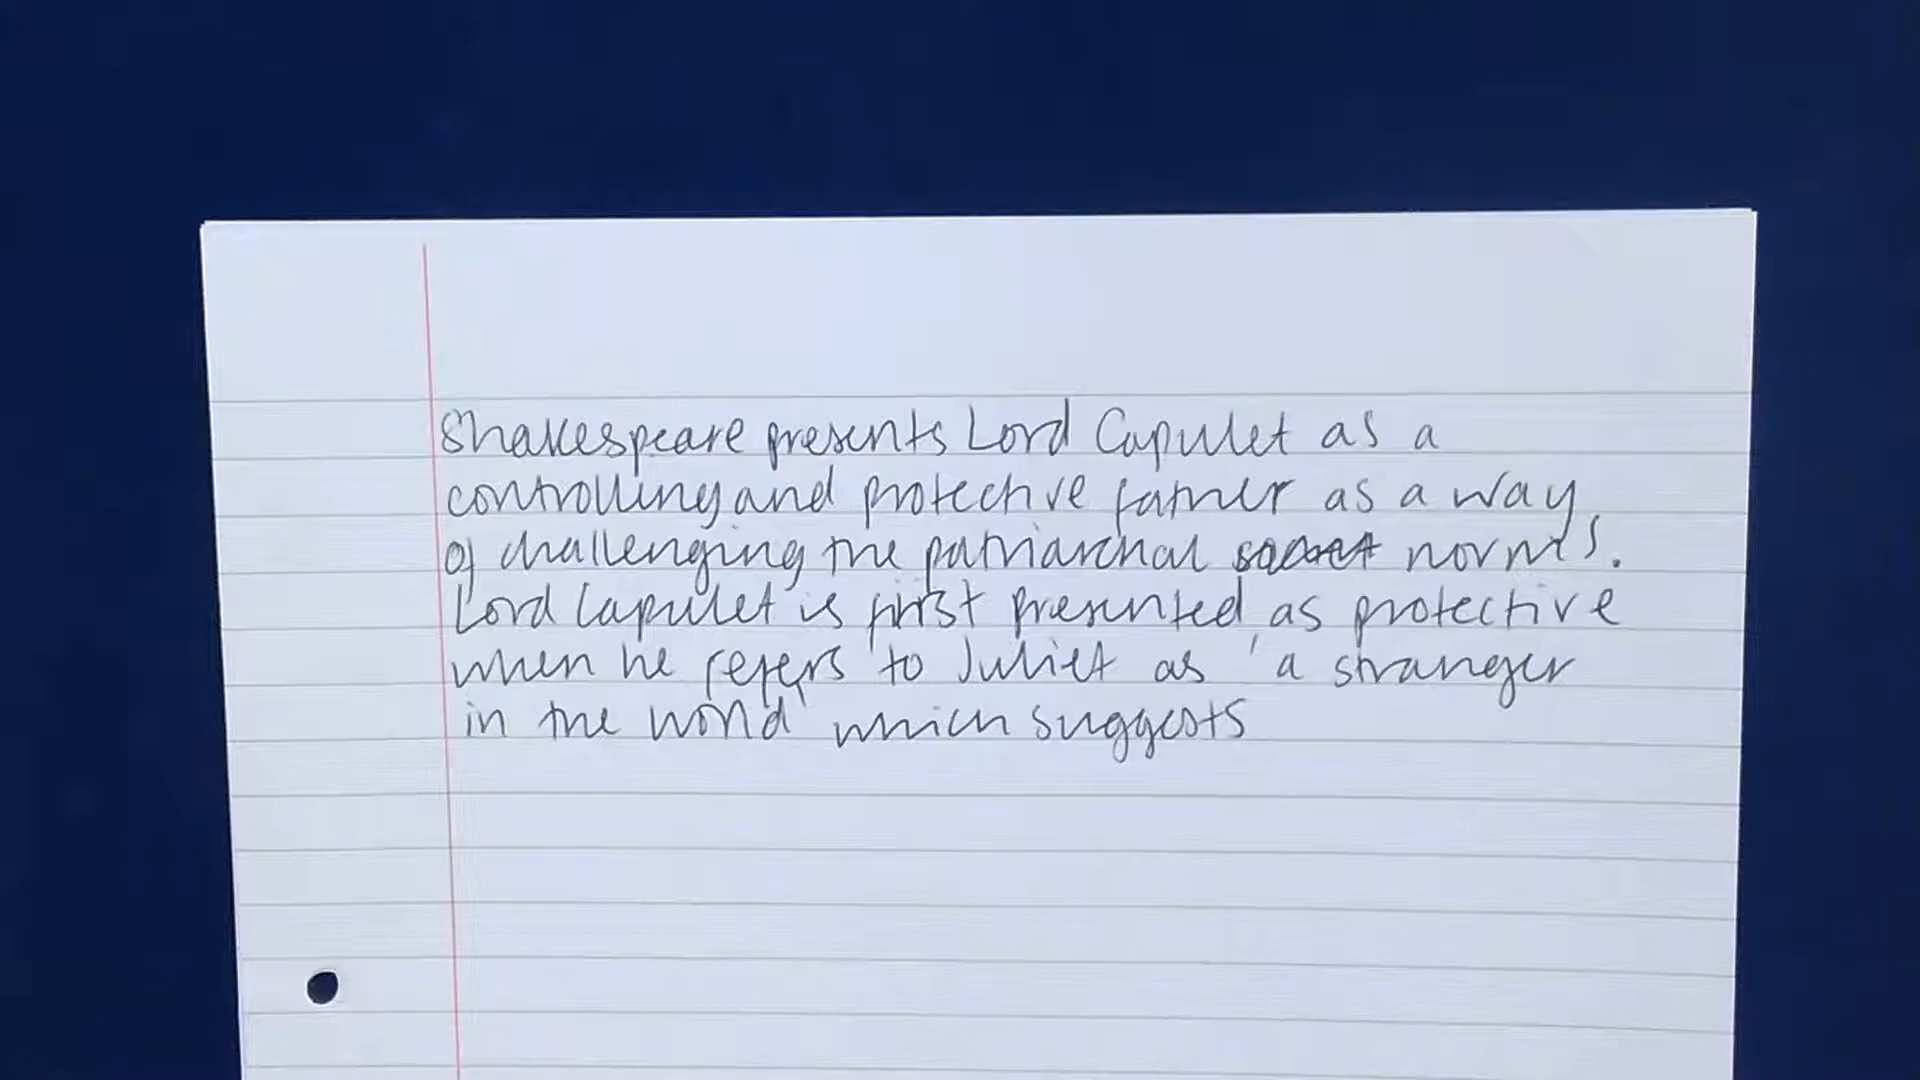 Shakespeare presents Lord Capulet as a
controlling and protective father as a way
of challenging the patriarchal norms.
Lord Capulet is first presented as protective
when he refers to Juliet as 'a stranger
in the world' which suggests